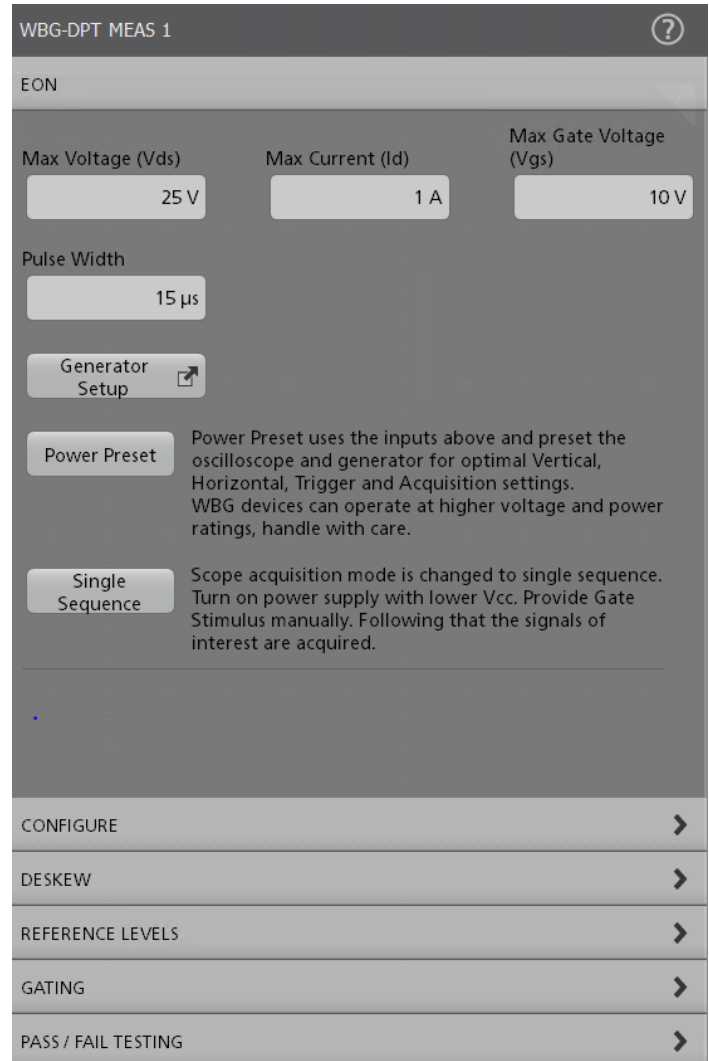 WBG-DPT MEAS 1
?
EON
Max Voltage (Vds)
Max Current (Id)
Max Gate Voltage
(Vgs)
25 V
1 A
10 V
Pulse Width
15 µs
Generator
Setup
Power Preset
Power Preset uses the inputs above and preset the
oscilloscope and generator for optimal Vertical,
Horizontal, Trigger and Acquisition settings.
WBG devices can operate at higher voltage and power
ratings, handle with care.
Single
Sequence
Scope acquisition mode is changed to single sequence.
Turn on power supply with lower Vcc. Provide Gate
Stimulus manually. Following that the signals of
interest are acquired.
CONFIGURE
DESKEW
REFERENCE LEVELS
GATING
PASS / FAIL TESTING